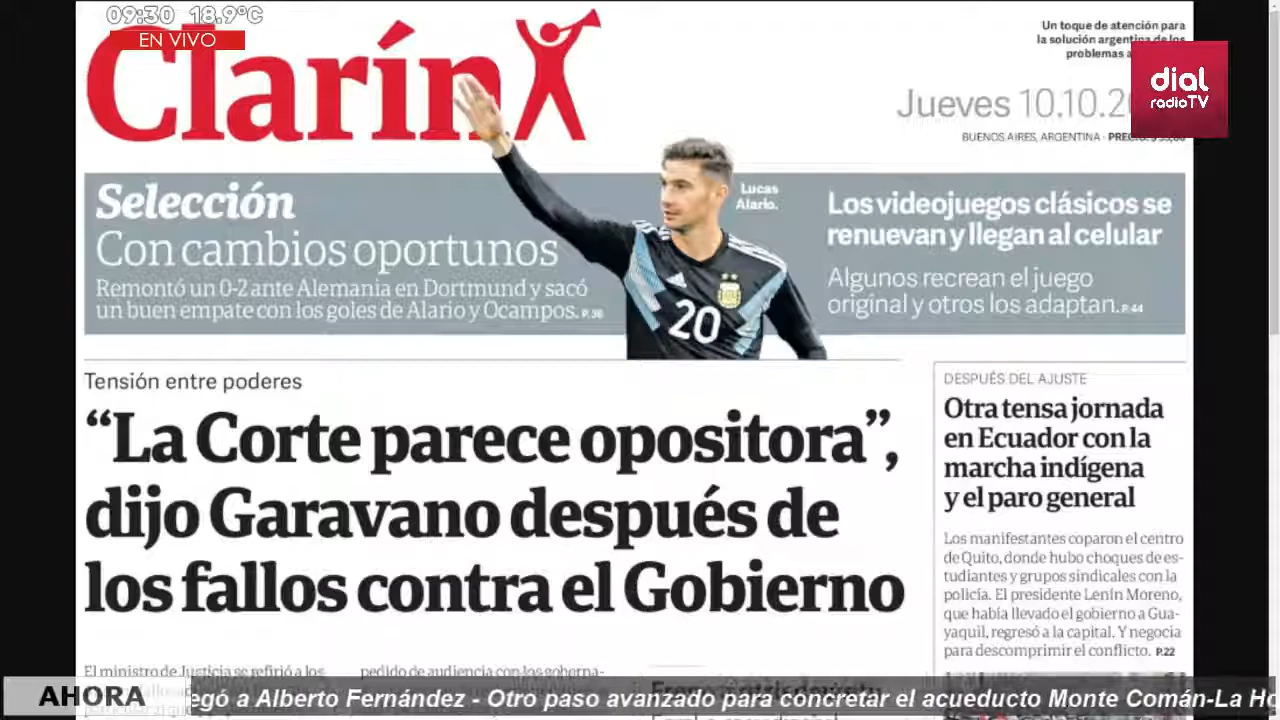 09:30 18.9°C
EN VIVO
Clarín
Un toque de atención para
la solución argentina de los
problemas
dial
radioTV
Jueves 10.10.20
BUENOS AIRES, ARGENTINA - PRECIO:
Selección
Con cambios oportunos
Remontó un 0-2 ante Alemania en Dortmund y sacó
un buen empate con los goles de Alario y Ocampos. P.38
Lucas
Alario.
20
Los videojuegos clásicos se
renuevan y llegan al celular
Algunos recrean el juego
original y otros los adaptan. P.44
Tensión entre poderes
“La Corte parece opositora”,
dijo Garavano después de
los fallos contra el Gobierno
El ministro de Justicia se refirió a los
pedido de audiencia con los goberna-
DESPUÉS DEL AJUSTE
Otra tensa jornada
en Ecuador con la
marcha indígena
y el paro general
Los manifestantes coparon el centro
de Quito, donde hubo choques de es-
tudiantes y grupos sindicales con la
policía. El presidente Lenín Moreno,
que había llevado el gobierno a Gua-
yaquil, regresó a la capital. Y negocia
para descomprimir el conflicto. P.22
AHORA
egó a Alberto Fernández - Otro paso avanzado para concretar el acueducto Monte Comán-La Ho